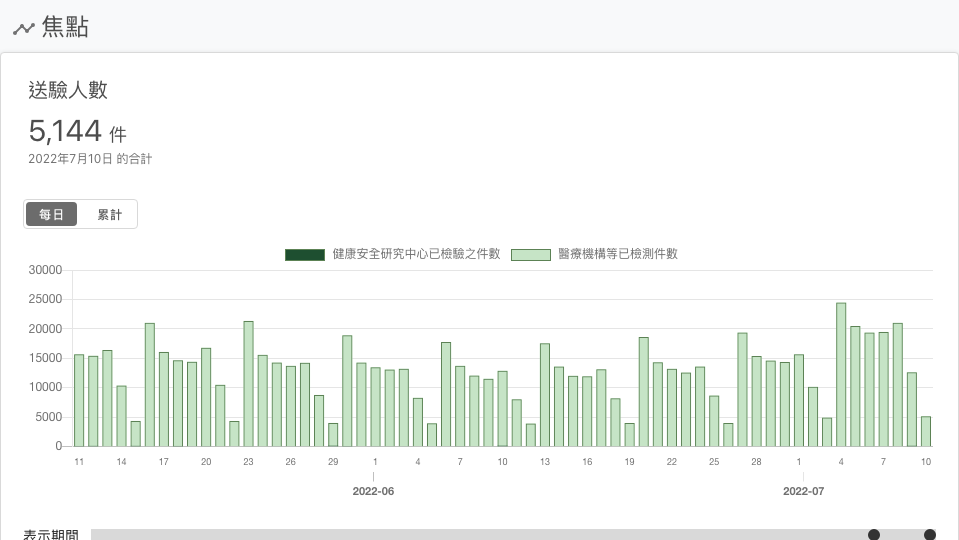 焦點
送驗人數
5,144 件
2022年7月10日 的合計
每日 累計
健康安全研究中心已檢驗之件數 醫療機構等已檢測件數
30000
25000
20000
15000
10000
5000
0
11 14 17 20 23 26 29 1 4 7 10 13 16 19 22 25 28 1 4 7 10
2022-06 2022-07
表示期間